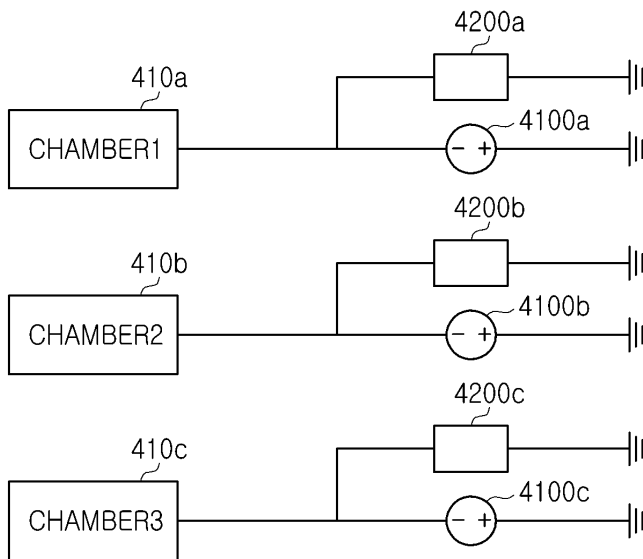 4200a
410a
4100a
CHAMBER1
- +
4200b
410b
4100b
CHAMBER2
- +
4200c
410c
4100c
CHAMBER3
- +